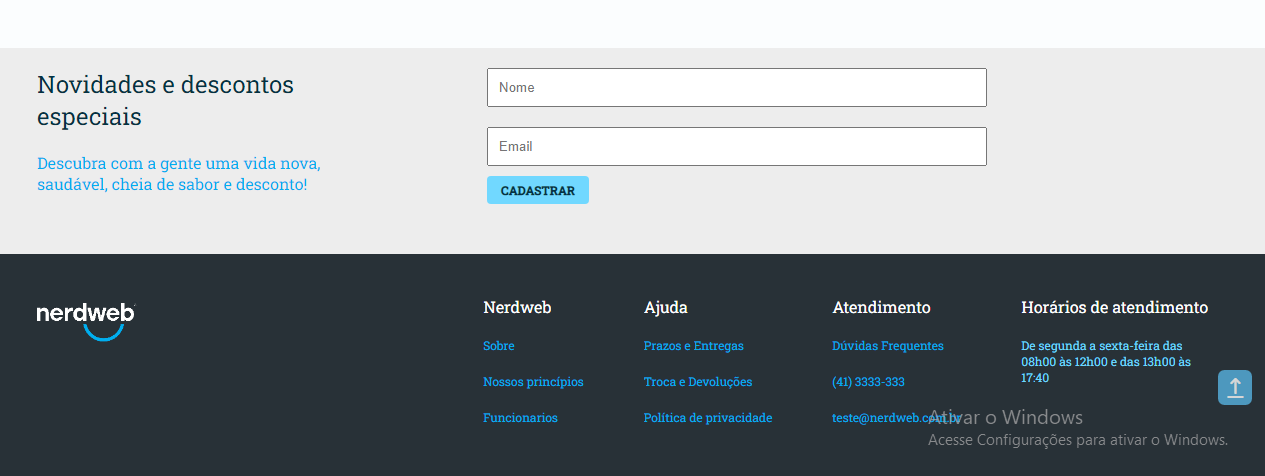 Novidades e descontos
especiais
Descubra com a gente uma vida nova,
saudável, cheia de sabor e desconto!
Nome
Email
CADASTRAR
nerdweb
Nerdweb
Sobre
Nossos princípios
Funcionarios
Ajuda
Prazos e Entregas
Troca e Devoluções
Política de privacidade
Atendimento
Dúvidas Frequentes
(41) 3333-333
teste@nerdweb.com.br
Horários de atendimento
De segunda a sexta-feira das
08h00 às 12h00 e das 13h00 às
17:40
Ativar o Windows
Acesse Configurações para ativar o Windows.